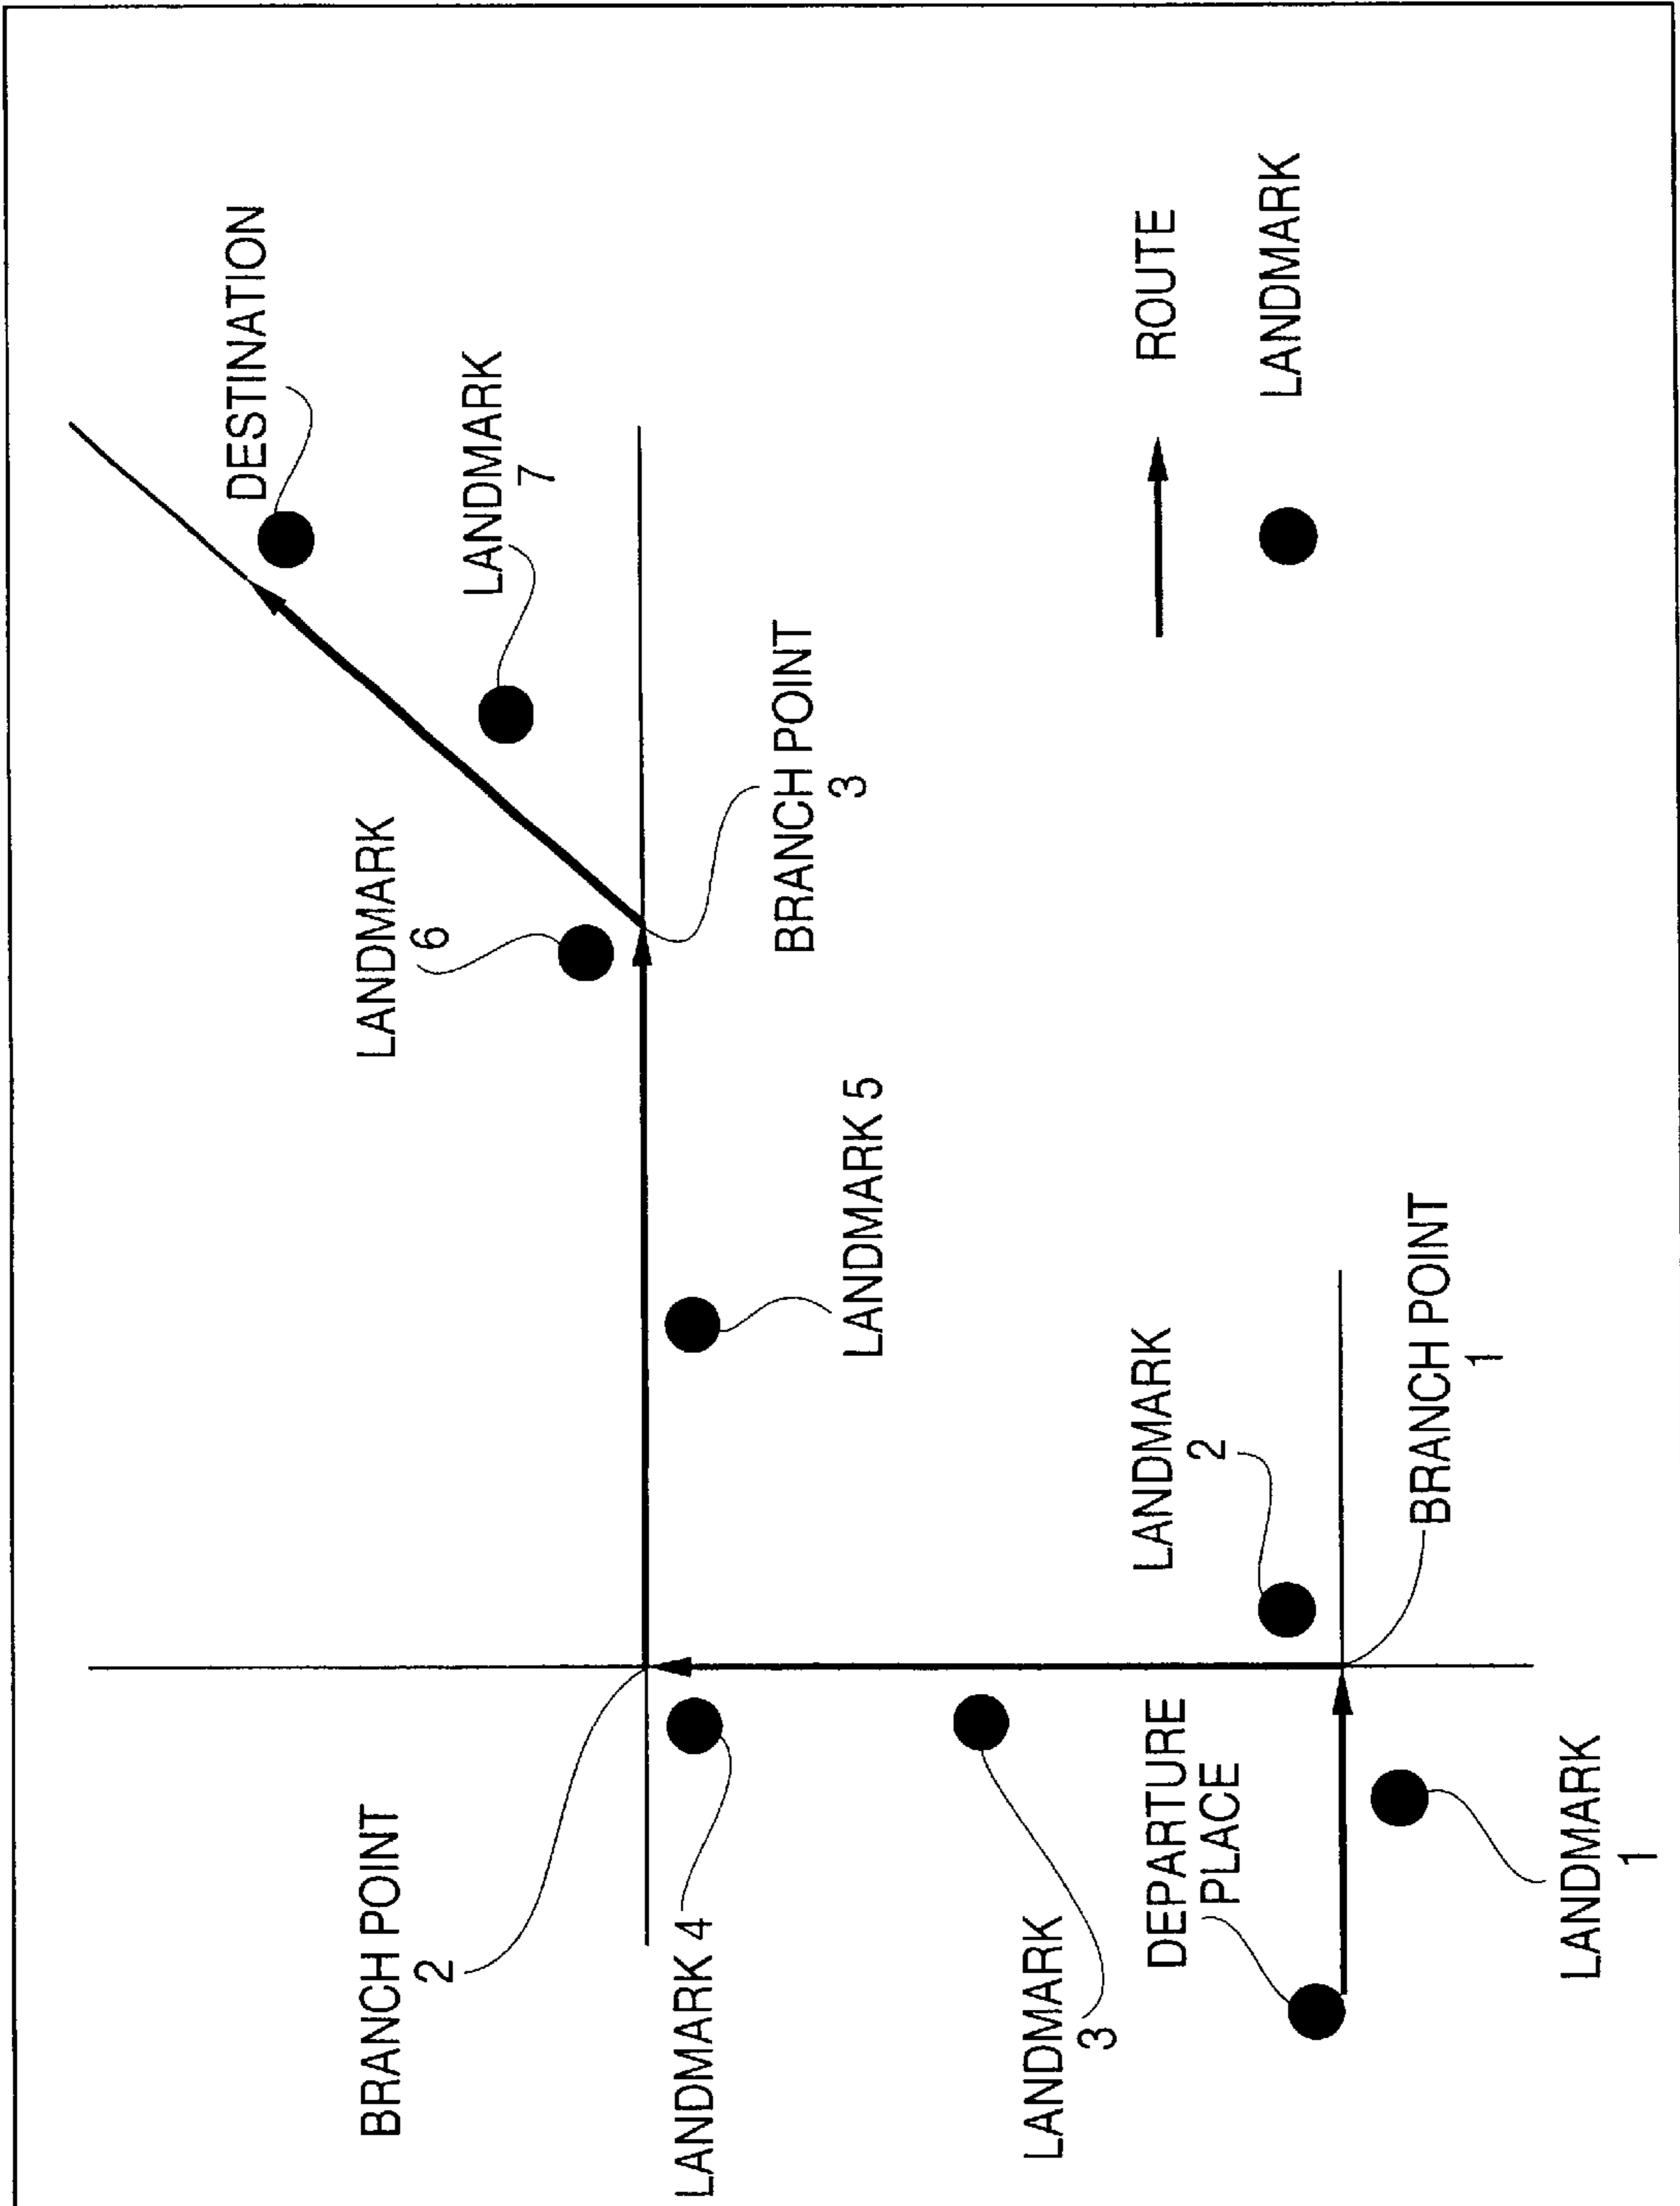 DESTINATION
LANDMARK
7
LANDMARK
6
BRANCH POINT
2
BRANCH POINT
3
LANDMARK 4
LANDMARK 5
LANDMARK
3
LANDMARK
2
DEPARTURE
PLACE
ROUTE
LANDMARK
BRANCH POINT
1
LANDMARK
1